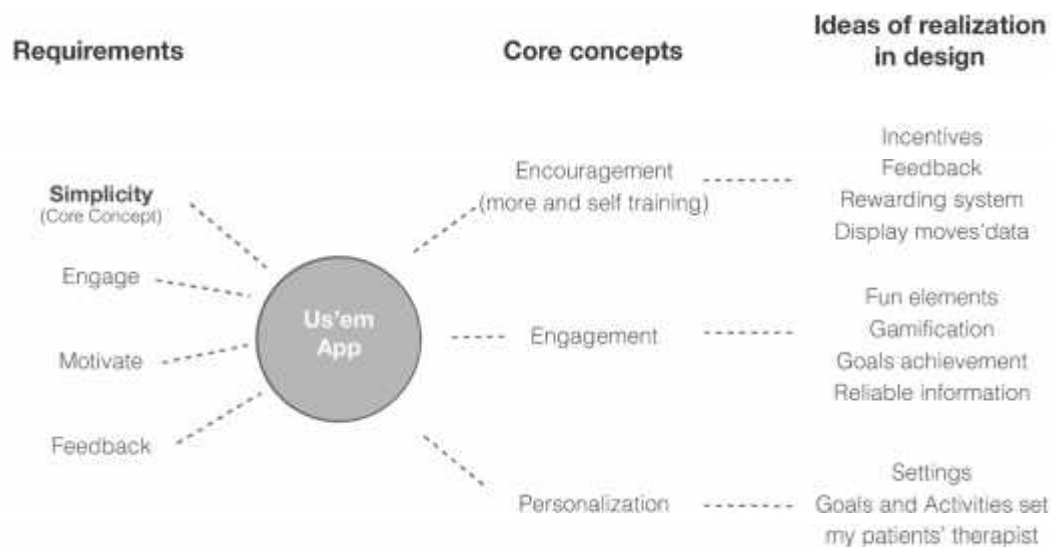 Requirements
Core concepts
Ideas of realization
in design
Simplicity
(Core Concept)
Engage
Motivate
Feedback
Us'em
App
Encouragement
(more and self training)
Engagement
Personalization
Incentives
Feedback
Rewarding system
Display moves'data
Fun elements
Gamification
Goals achievement
Reliable information
Settings
Goals and Activities set
my patients' therapist